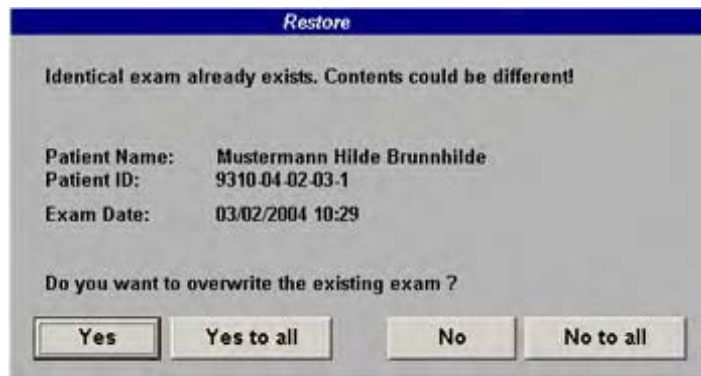 Restore
Identical exam already exists. Contents could be different!
Patient Name: Mustermann Hilde Brunnhilde
Patient ID: 9310-04-02-03-1
Exam Date: 03/02/2004 10:29
Do you want to overwrite the existing exam ?
Yes Yes to all No No to all